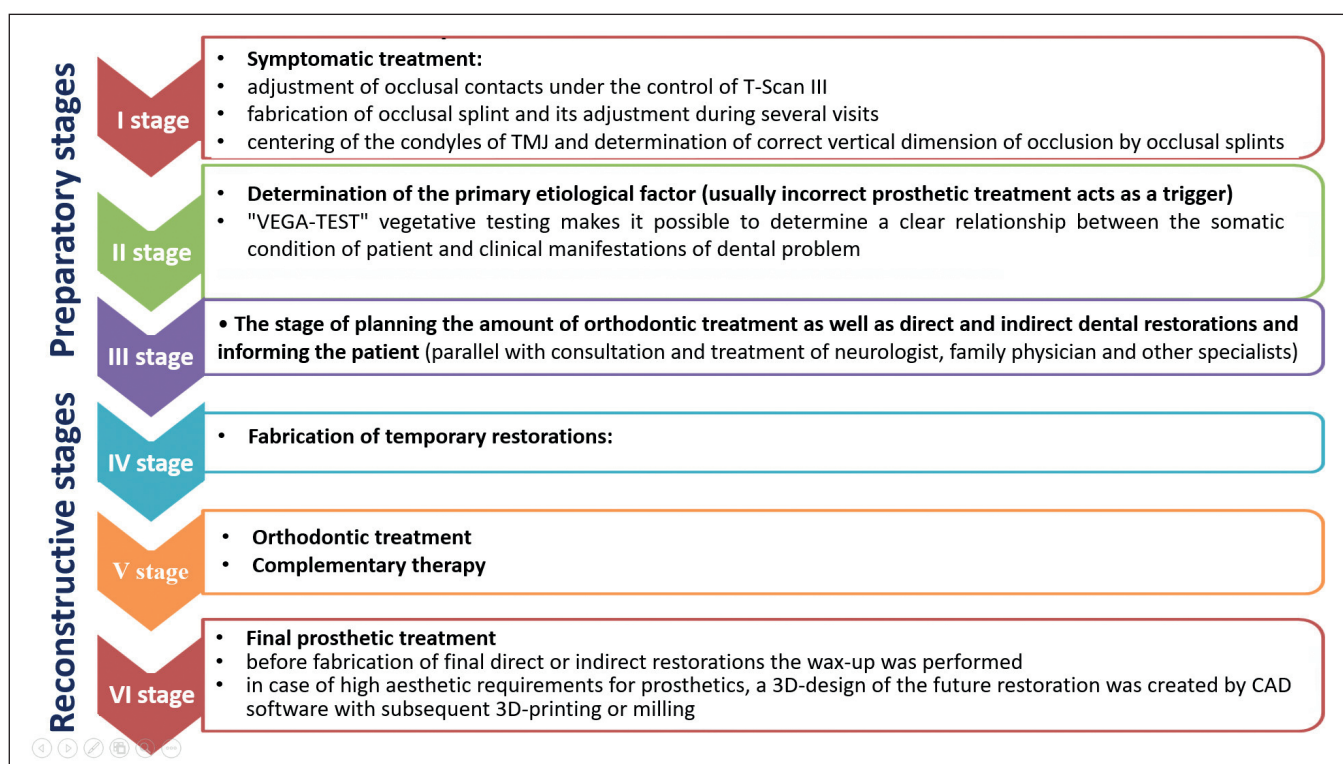 Preparatory stages
I stage
• Symptomatic treatment:
• adjustment of occlusal contacts under the control of T-Scan III
• fabrication of occlusal splint and its adjustment during several visits
• centering of the condyles of TMJ and determination of correct vertical dimension of occlusion by occlusal splints
II stage
• Determination of the primary etiological factor (usually incorrect prosthetic treatment acts as a trigger)
• "VEGA-TEST" vegetative testing makes it possible to determine a clear relationship between the somatic
condition of patient and clinical manifestations of dental problem
III stage
• The stage of planning the amount of orthodontic treatment as well as direct and indirect dental restorations and
informing the patient (parallel with consultation and treatment of neurologist, family physician and other specialists)
Reconstructive stages
IV stage
• Fabrication of temporary restorations:
V stage
• Orthodontic treatment
• Complementary therapy
VI stage
• Final prosthetic treatment
• before fabrication of final direct or indirect restorations the wax-up was performed
• in case of high aesthetic requirements for prosthetics, a 3D-design of the future restoration was created by CAD
software with subsequent 3D-printing or milling